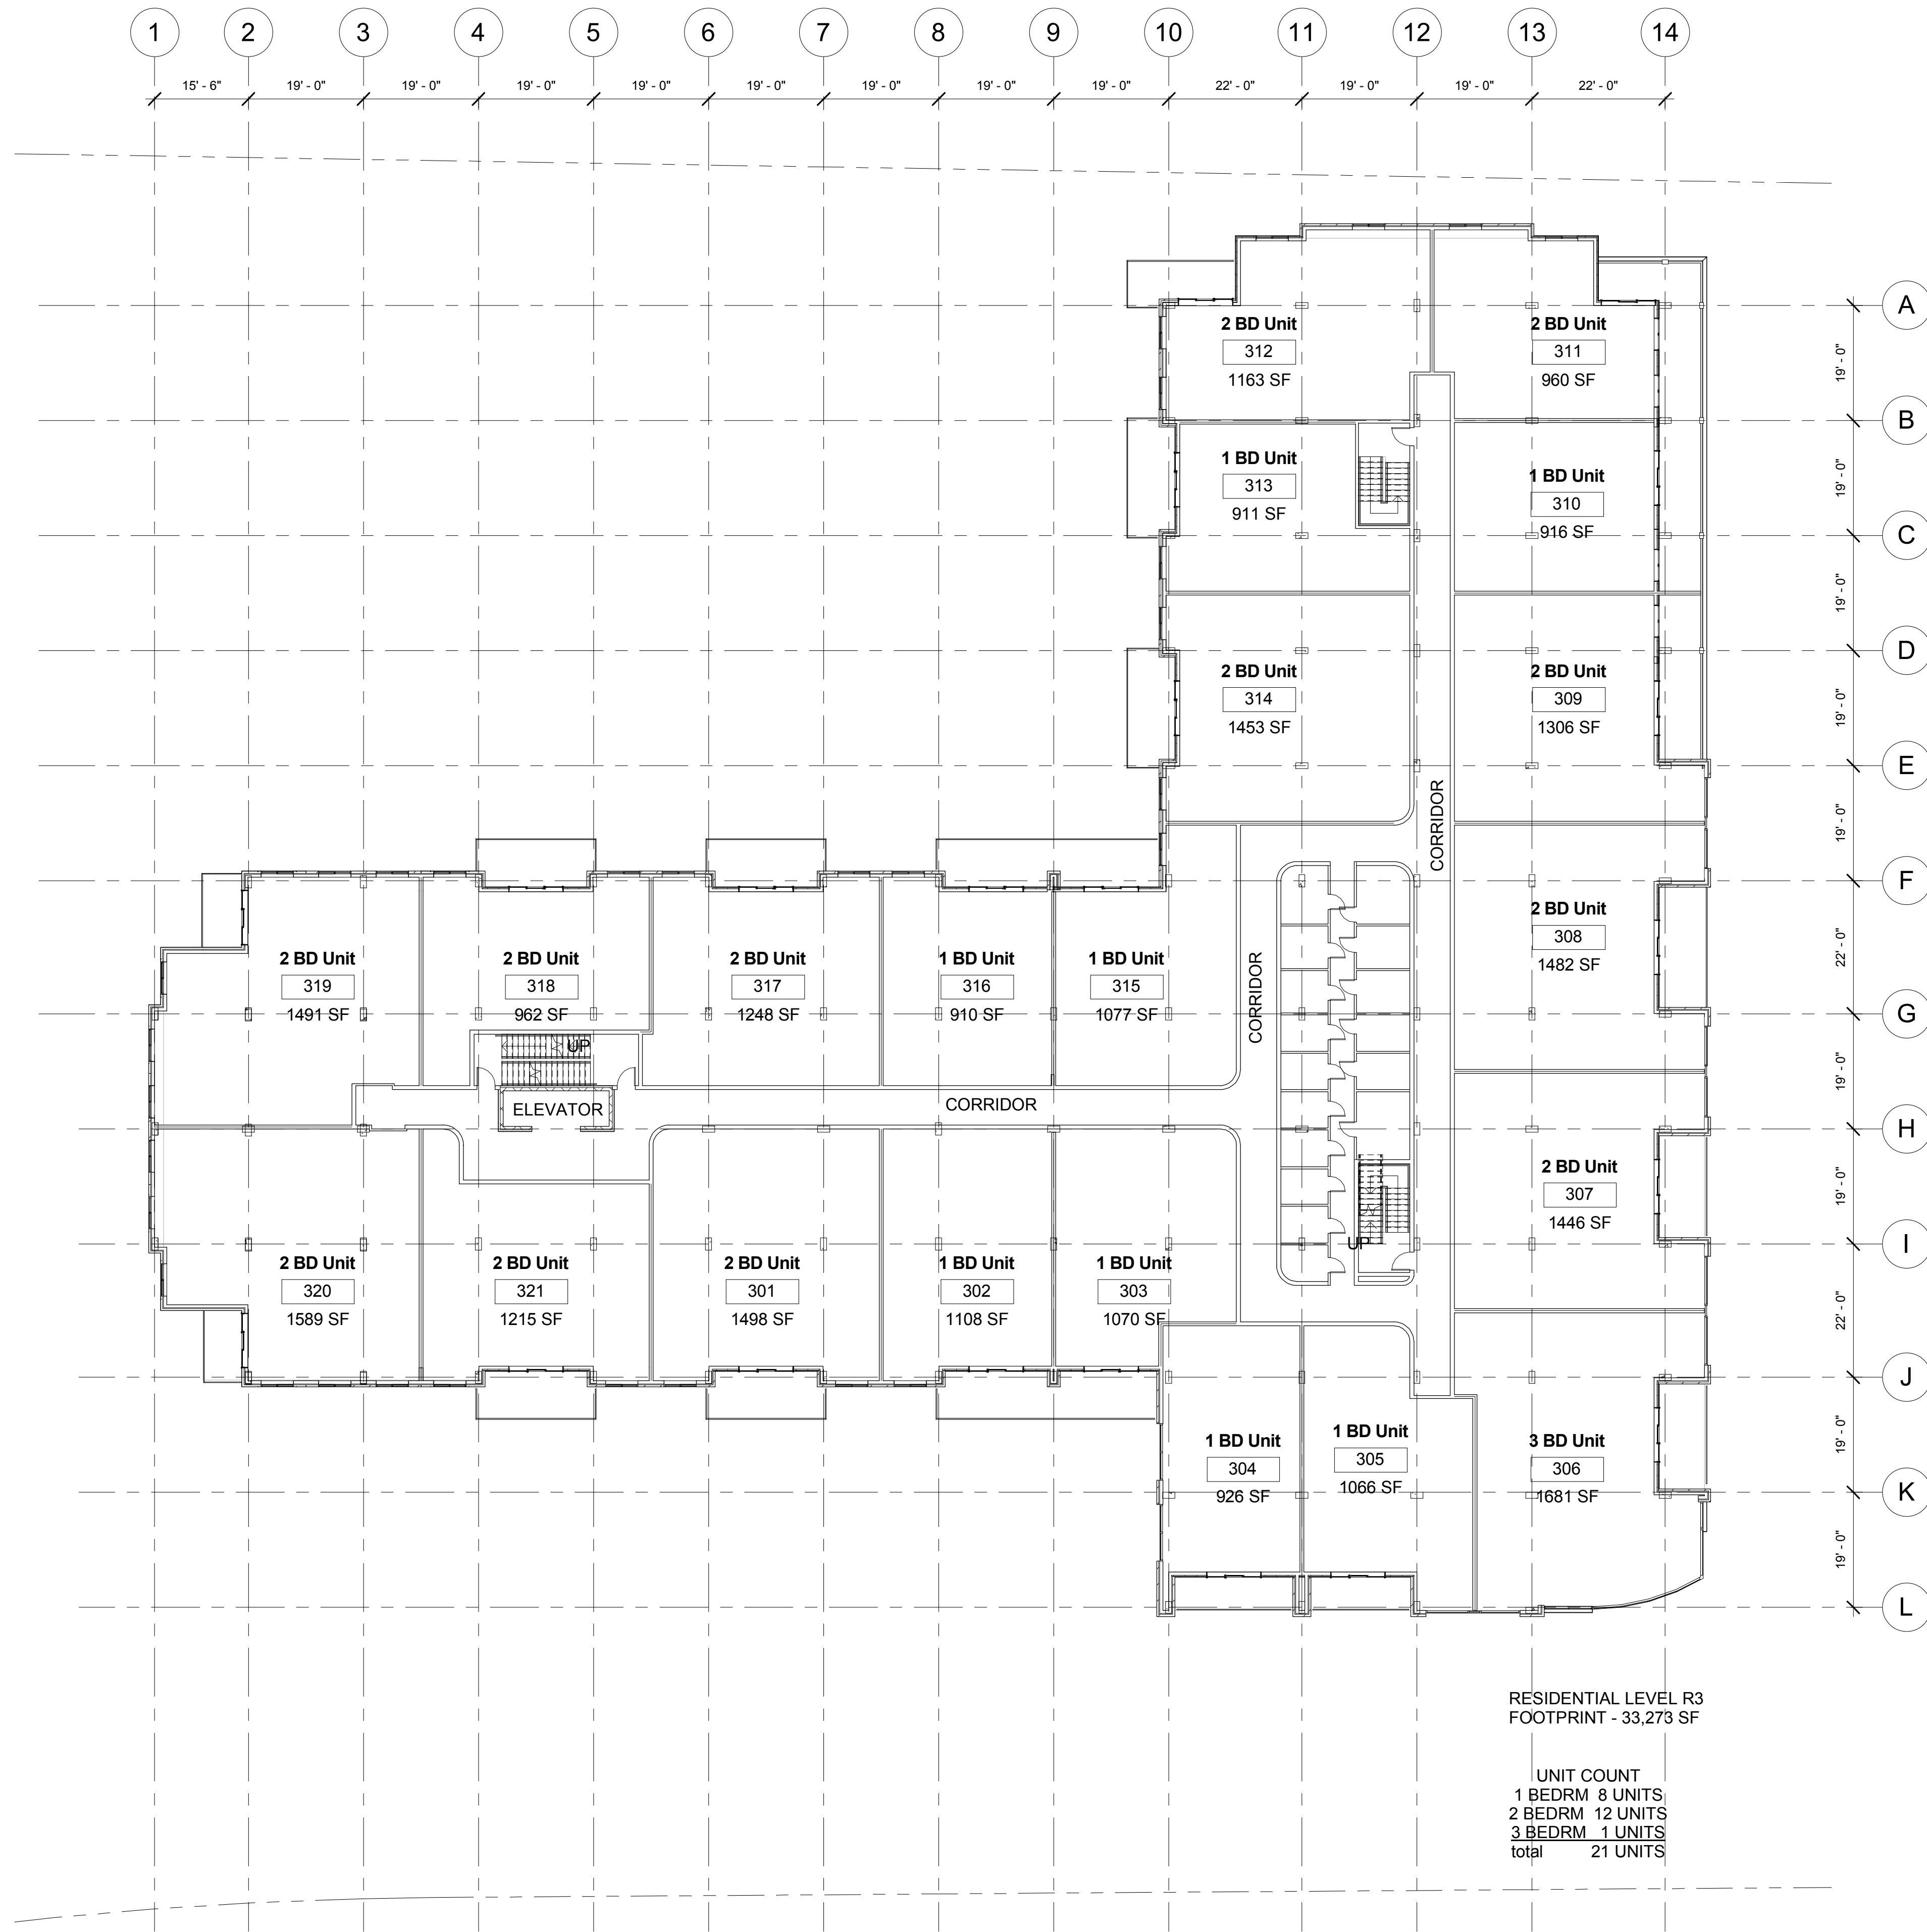 1 2 3 4 5 6 7 8 9 10 11 12 13 14
15' - 6" 19' - 0" 19' - 0" 19' - 0" 19' - 0" 19' - 0" 19' - 0" 19' - 0" 19' - 0" 22' - 0" 19' - 0" 19' - 0" 22' - 0"
A
2 BD Unit
312
1163 SF
2 BD Unit
311
960 SF
19' - 0"
B
1 BD Unit
313
911 SF
1 BD Unit
310
916 SF
19' - 0"
C
19' - 0"
D
2 BD Unit
314
1453 SF
2 BD Unit
309
1306 SF
19' - 0"
E
CORRIDOR
19' - 0"
F
2 BD Unit
308
1482 SF
22' - 0"
2 BD Unit
319
1491 SF
2 BD Unit
318
962 SF
2 BD Unit
317
1248 SF
1 BD Unit
316
910 SF
1 BD Unit
315
1077 SF
CORRIDOR
G
UP
19' - 0"
ELEVATOR
CORRIDOR
H
2 BD Unit
307
1446 SF
19' - 0"
UP
I
2 BD Unit
320
1589 SF
2 BD Unit
321
1215 SF
2 BD Unit
301
1498 SF
1 BD Unit
302
1108 SF
1 BD Unit
303
1070 SF
22' - 0"
J
1 BD Unit
304
926 SF
1 BD Unit
305
1066 SF
3 BD Unit
306
1681 SF
19' - 0"
K
19' - 0"
L
RESIDENTIAL LEVEL R3
FOOTPRINT - 33,273 SF
UNIT COUNT
1 BEDRM 8 UNITS
2 BEDRM 12 UNITS
3 BEDRM 1 UNITS
total 21 UNITS